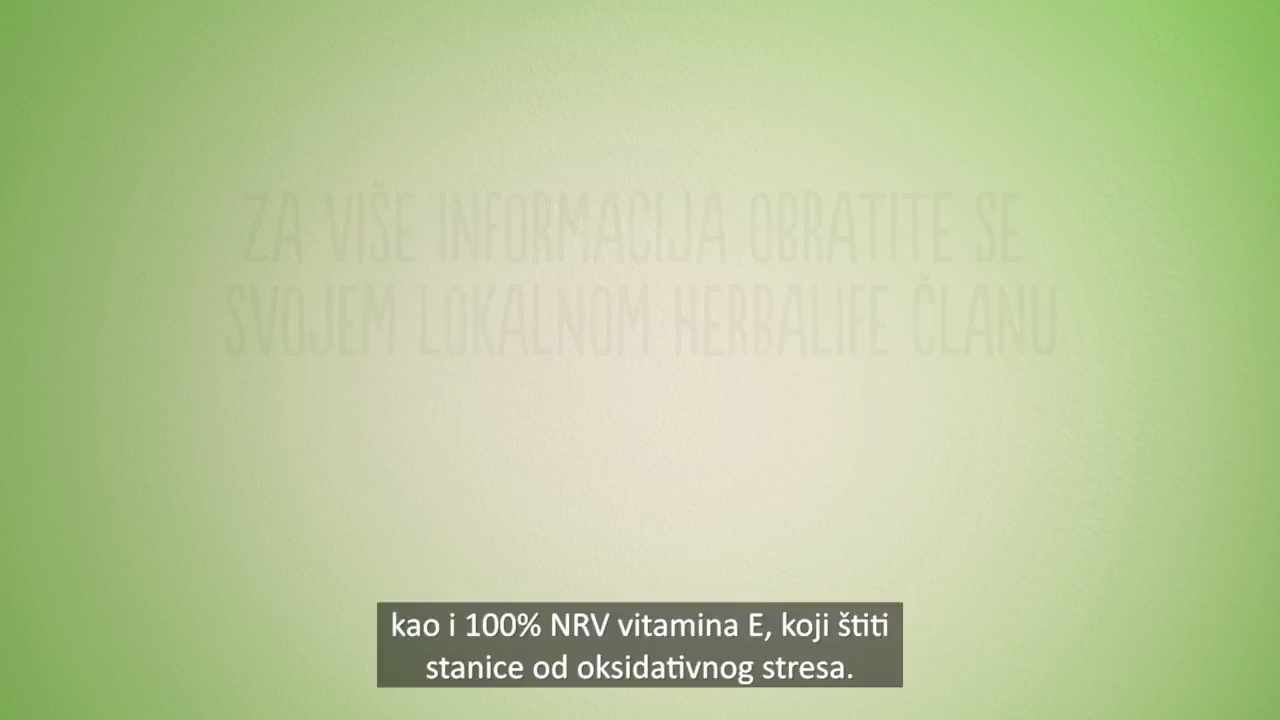 ZA VIŠE INFORMACIJA OBRATITE SE
SVOJEM LOKALNOM HERBALIFE ČLANU
kao i 100% NRV vitamina E, koji štiti
stanice od oksidativnog stresa.